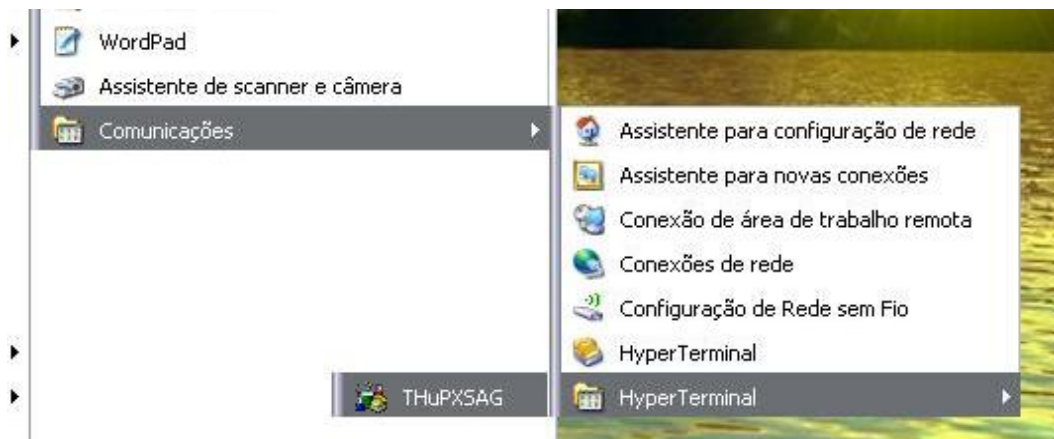 WordPad
Assistente de scanner e câmera
Comunicações
Assistente para configuração de rede
Assistente para novas conexões
Conexão de área de trabalho remota
Conexões de rede
Configuração de Rede sem Fio
HyperTerminal
HyperTerminal
THuPXSAG